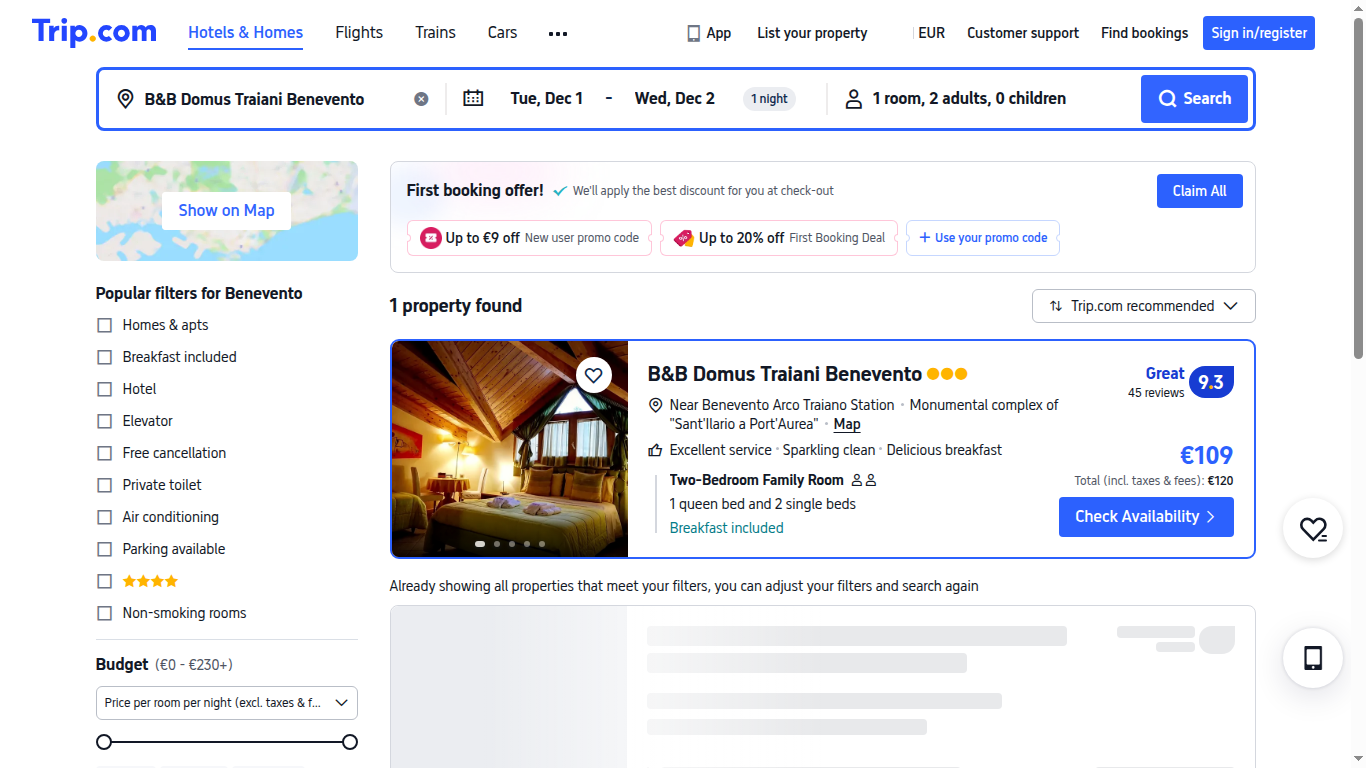 Trip.com
Hotels & Homes
Flights
Trains
Cars
App
List your property
EUR
Customer support
Find bookings
Sign in/register
B&B Domus Traiani Benevento
Tue, Dec 1 - Wed, Dec 2
1 night
1 room, 2 adults, 0 children
Search
Show on Map
First booking offer!
We'll apply the best discount for you at check-out
Claim All
Up to €9 off New user promo code
Up to 20% off First Booking Deal
+ Use your promo code
Popular filters for Benevento
Homes & apts
Breakfast included
Hotel
Elevator
Free cancellation
Private toilet
Air conditioning
Parking available
Non-smoking rooms
Budget (€0 - €230+)
Price per room per night (excl. taxes & f...
1 property found
Trip.com recommended
B&B Domus Traiani Benevento
Great
45 reviews
9.3
Near Benevento Arco Traiano Station • Monumental complex of
"Sant'Ilario a Port'Aurea" • Map
Excellent service • Sparkling clean • Delicious breakfast
Two-Bedroom Family Room
1 queen bed and 2 single beds
Breakfast included
€109
Total (incl. taxes & fees): €120
Check Availability
Already showing all properties that meet your filters, you can adjust your filters and search again